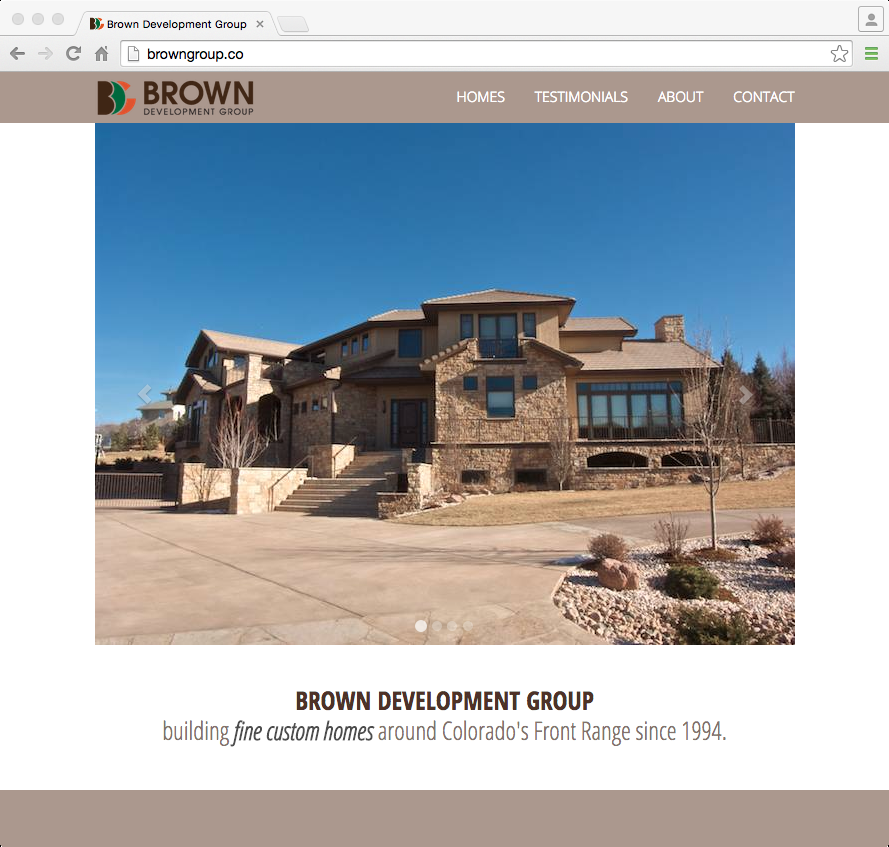 Brown Development Group
browngroup.co
BROWN
DEVELOPMENT GROUP
HOMES TESTIMONIALS ABOUT CONTACT
BROWN DEVELOPMENT GROUP
building fine custom homes around Colorado's Front Range since 1994.